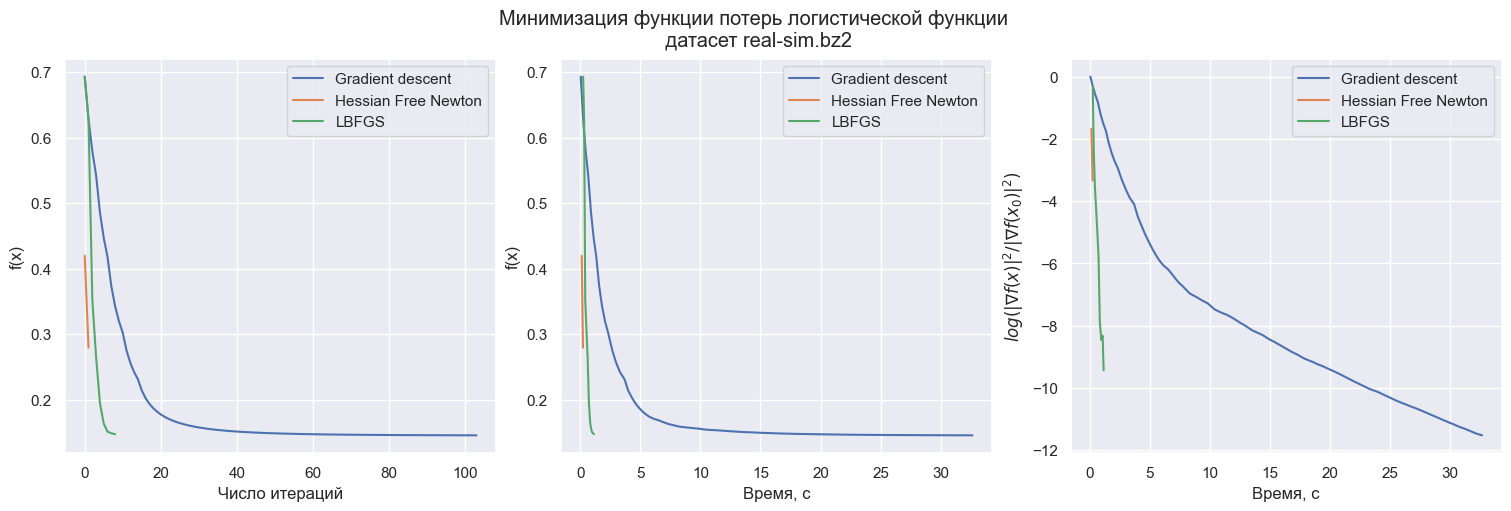 Минимизация функции потерь логистической функции
датасет real-sim.bz2
0.7
0.6
0.5
0.4
0.3
0.2
f(x)
0 20 40 60 80 100
Число итераций
Gradient descent
Hessian Free Newton
LBFGS
0.7
0.6
0.5
0.4
0.3
0.2
f(x)
0 5 10 15 20 25 30
Время, с
Gradient descent
Hessian Free Newton
LBFGS
0
−2
−4
−6
−8
−10
−12
log(|∇f(x)|²/|∇f(x₀)|²)
0 5 10 15 20 25 30
Время, с
Gradient descent
Hessian Free Newton
LBFGS